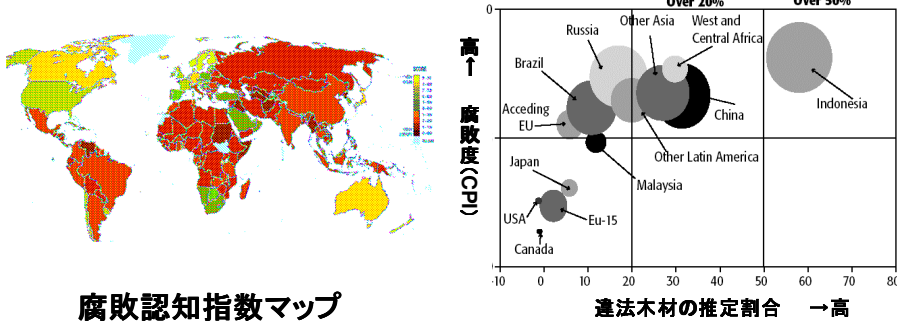 腐敗認知指数マップ
Over 20%
Over 50%
高←
腐敗度(CPI)
0
Russia
Other Asia
West and
Central Africa
Brazil
Acceding
EU
China
Indonesia
Other Latin America
Malaysia
Japan
USA
Eu-15
Canada
-10 0 10 20 30 40 50 60 70 80
違法木材の推定割合 →高